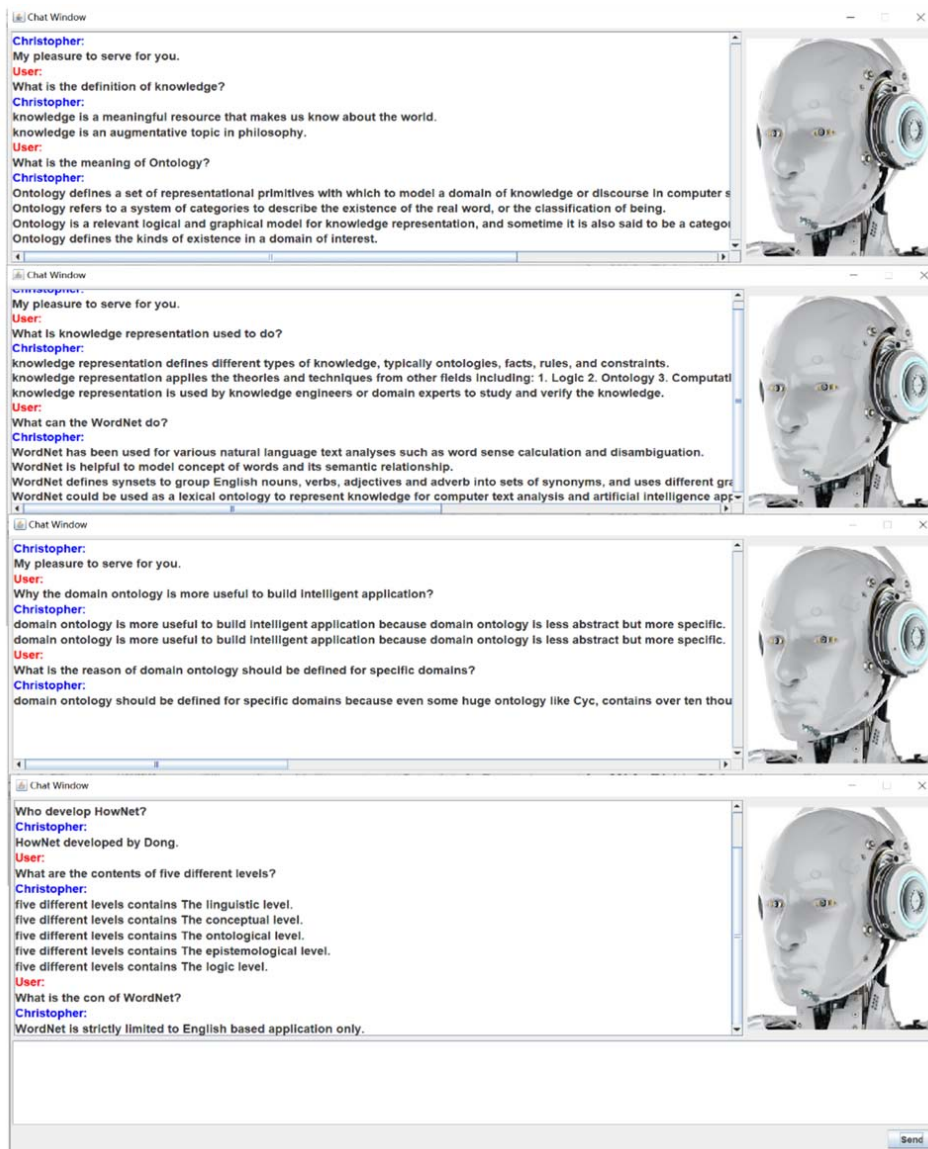 Chat Window
Christopher:
My pleasure to serve for you.
User:
What is the definition of knowledge?
Christopher:
knowledge is a meaningful resource that makes us know about the world.
knowledge is an augmentative topic in philosophy.
User:
What is the meaning of Ontology?
Christopher:
Ontology defines a set of representational primitives with which to model a domain of knowledge or discourse in computer s
Ontology refers to a system of categories to describe the existence of the real word, or the classification of being.
Ontology is a relevant logical and graphical model for knowledge representation, and sometime it is also said to be a catego
Ontology defines the kinds of existence in a domain of interest.
Chat Window
Christopher:
My pleasure to serve for you.
User:
What is knowledge representation used to do?
Christopher:
knowledge representation defines different types of knowledge, typically ontologies, facts, rules, and constraints.
knowledge representation applies the theories and techniques from other fields including: 1. Logic 2. Ontology 3. Computati
knowledge representation is used by knowledge engineers or domain experts to study and verify the knowledge.
User:
What can the WordNet do?
Christopher:
WordNet has been used for various natural language text analyses such as word sense calculation and disambiguation.
WordNet is helpful to model concept of words and its semantic relationship.
WordNet defines synsets to group English nouns, verbs, adjectives and adverb into sets of synonyms, and uses different gra
WordNet could be used as a lexical ontology to represent knowledge for computer text analysis and artificial intelligence app
Chat Window
Christopher:
My pleasure to serve for you.
User:
Why the domain ontology is more useful to build intelligent application?
Christopher:
domain ontology is more useful to build intelligent application because domain ontology is less abstract but more specific.
domain ontology is more useful to build intelligent application because domain ontology is less abstract but more specific.
User:
What is the reason of domain ontology should be defined for specific domains?
Christopher:
domain ontology should be defined for specific domains because even some huge ontology like Cyc, contains over ten thou
Chat Window
Who develop HowNet?
Christopher:
HowNet developed by Dong.
User:
What are the contents of five different levels?
Christopher:
five different levels contains The linguistic level.
five different levels contains The conceptual level.
five different levels contains The ontological level.
five different levels contains The epistemological level.
five different levels contains The logic level.
User:
What is the con of WordNet?
Christopher:
WordNet is strictly limited to English based application only.
Send